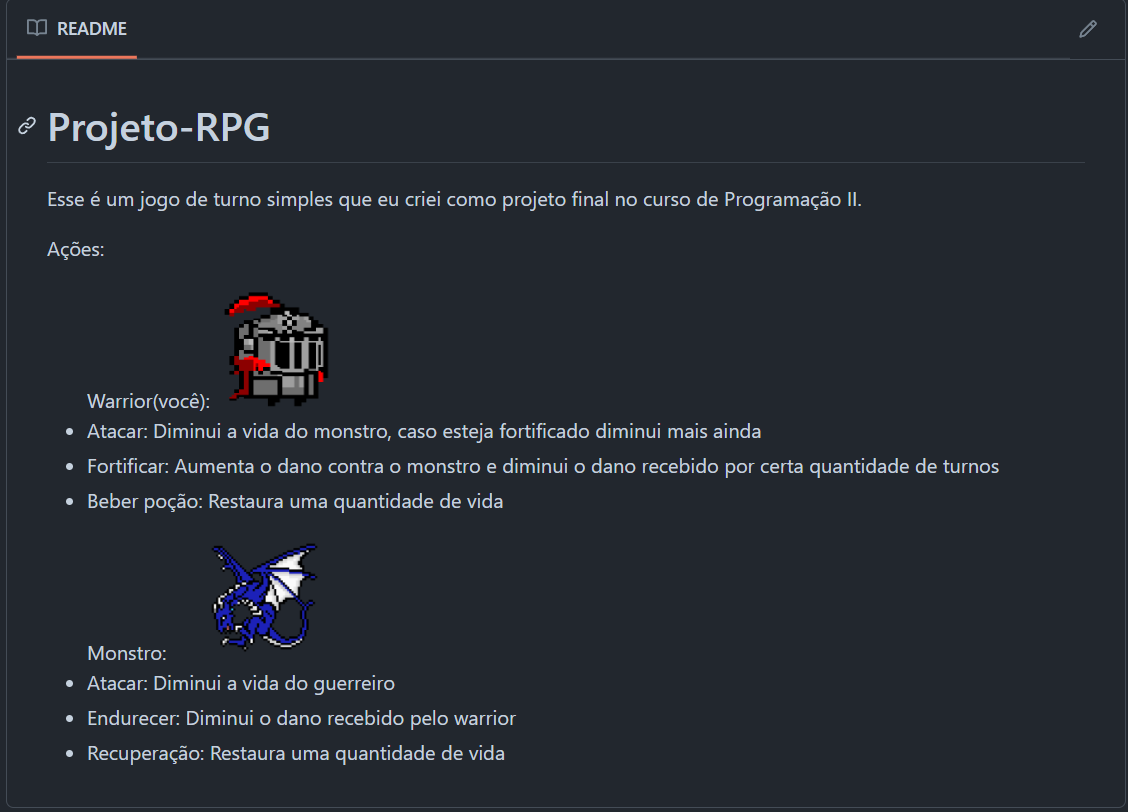 README
Projeto-RPG
Esse é um jogo de turno simples que eu criei como projeto final no curso de Programação II.
Ações:
Warrior(você):
Atacar: Diminui a vida do monstro, caso esteja fortificado diminui mais ainda
Fortificar: Aumenta o dano contra o monstro e diminui o dano recebido por certa quantidade de turnos
Beber poção: Restaura uma quantidade de vida
Monstro:
Atacar: Diminui a vida do guerreiro
Endurecer: Diminui o dano recebido pelo warrior
Recuperação: Restaura uma quantidade de vida